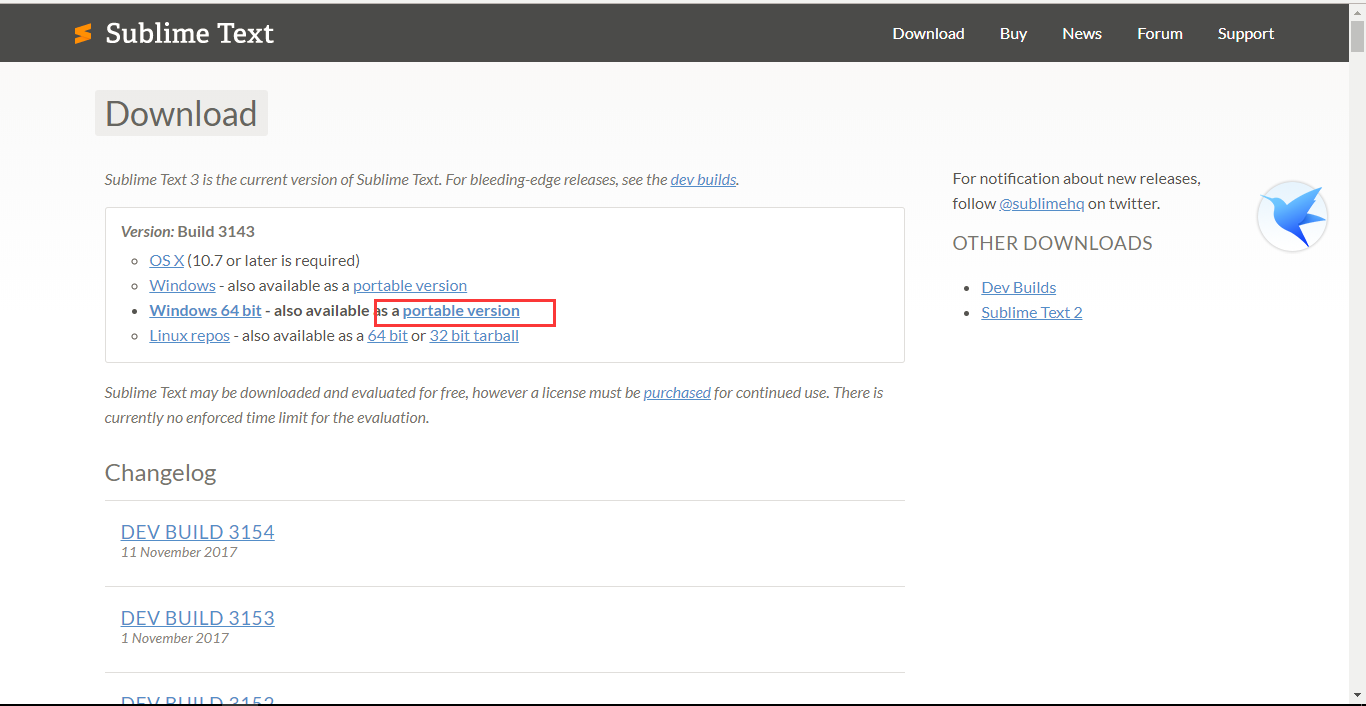 Sublime Text
Download Buy News Forum Support
Download
Sublime Text 3 is the current version of Sublime Text. For bleeding-edge releases, see the dev builds.
Version: Build 3143
OS X (10.7 or later is required)
Windows - also available as a portable version
Windows 64 bit - also available as a portable version
Linux repos - also available as a 64 bit or 32 bit tarball
Sublime Text may be downloaded and evaluated for free, however a license must be purchased for continued use. There is
currently no enforced time limit for the evaluation.
Changelog
DEV BUILD 3154
11 November 2017
DEV BUILD 3153
1 November 2017
DEV BUILD 3152
For notification about new releases,
follow @sublimehq on twitter.
OTHER DOWNLOADS
Dev Builds
Sublime Text 2